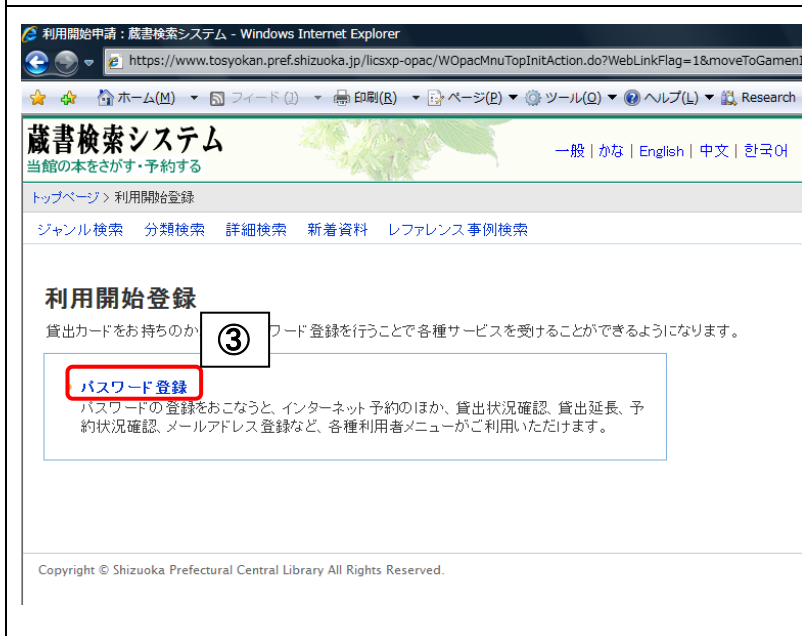 利用開始申請：蔵書検索システム - Windows Internet Explorer
https://www.tosyokan.pref.shizuoka.jp/licsxp-opac/WOpacMnuTopInitAction.do?WebLinkFlag=1&moveToGamenI
ホーム(M) フィード(J) 印刷(R) ページ(P) ツール(O) ヘルプ(L) Research
蔵書検索システム
当館の本をさがす・予約する
一般 | かな | English | 中文 | 한국어
トップページ > 利用開始登録
ジャンル検索 分類検索 詳細検索 新着資料 レファレンス事例検索
利用開始登録
貸出カードをお持ちのか ③ ワード登録を行うことで各種サービスを受けることができるようになります。
パスワード登録
パスワードの登録をおこなうと、インターネット予約のほか、貸出状況確認、貸出延長、予
約状況確認、メールアドレス登録など、各種利用者メニューがご利用いただけます。
Copyright © Shizuoka Prefectural Central Library All Rights Reserved.